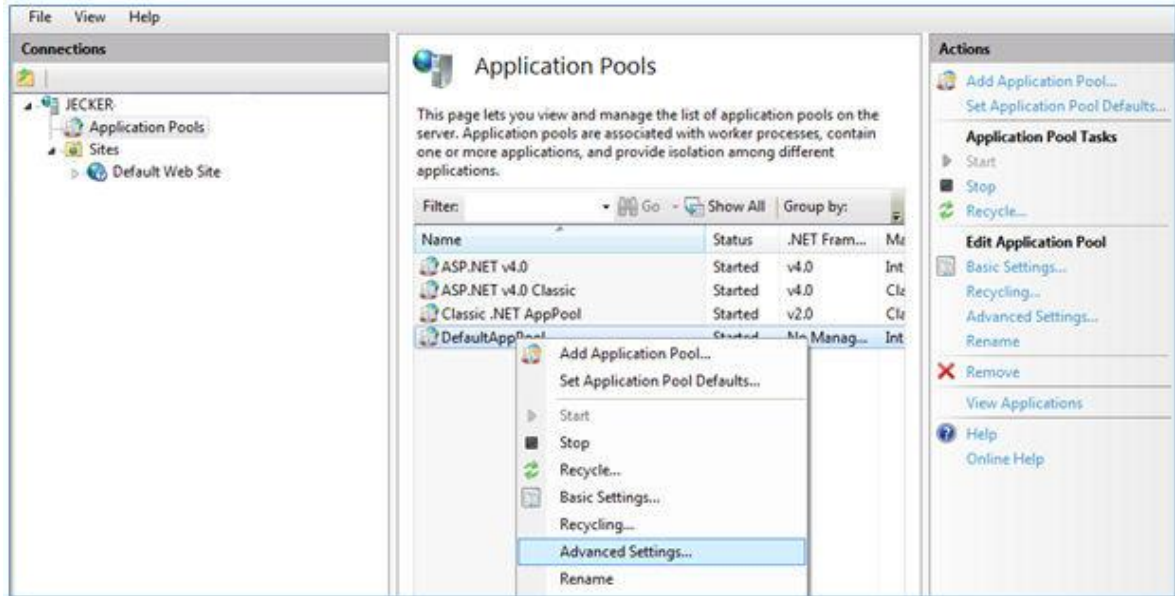 File View Help
Connections
JECKER
Application Pools
Sites
Default Web Site
Application Pools
This page lets you view and manage the list of application pools on the
server. Application pools are associated with worker processes, contain
one or more applications, and provide isolation among different
applications.
Filter: Go Show All Group by:
Name Status .NET Fram... Ma
ASP.NET v4.0 Started v4.0 Int
ASP.NET v4.0 Classic Started v4.0 Cla
Classic .NET AppPool Started v2.0 Cla
DefaultAppPool Started No Manag... Int
Add Application Pool...
Set Application Pool Defaults...
Start
Stop
Recycle...
Basic Settings...
Recycling...
Advanced Settings...
Rename
Actions
Add Application Pool...
Set Application Pool Defaults...
Application Pool Tasks
Start
Stop
Recycle...
Edit Application Pool
Basic Settings...
Recycling...
Advanced Settings...
Rename
Remove
View Applications
Help
Online Help